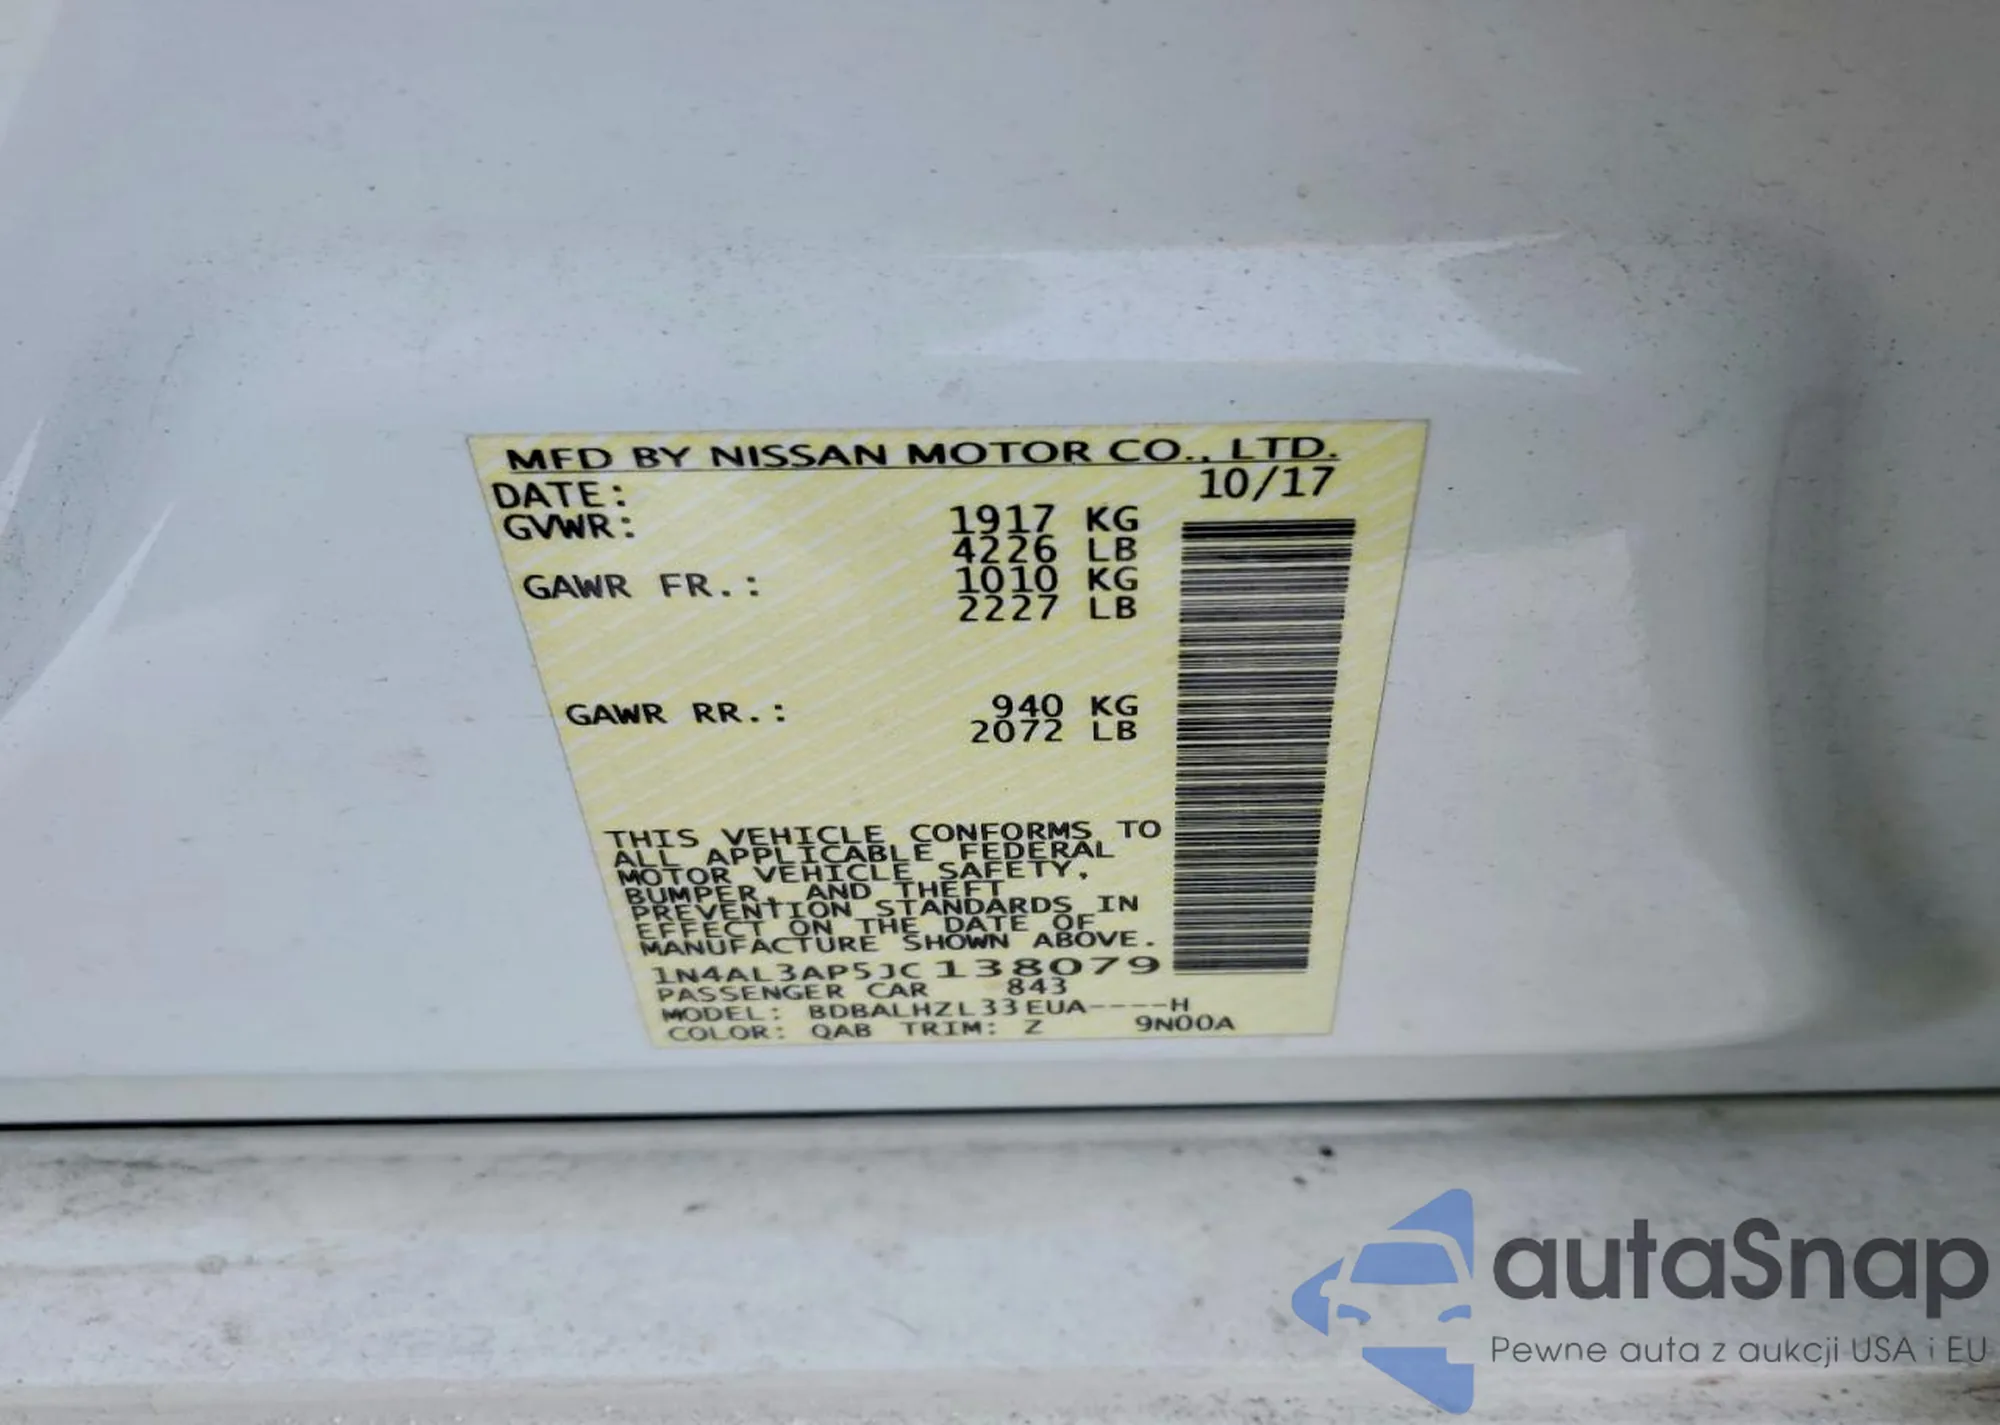 MFD BY NISSAN MOTOR CO., LTD.
DATE: 10/17
GVWR: 1917 KG
4226 LB
GAWR FR.: 1010 KG
2227 LB
GAWR RR.: 940 KG
2072 LB
THIS VEHICLE CONFORMS TO
ALL APPLICABLE FEDERAL
MOTOR VEHICLE SAFETY,
BUMPER, AND THEFT
PREVENTION STANDARDS IN
EFFECT ON THE DATE OF
MANUFACTURE SHOWN ABOVE.
1N4AL3AP5JC138079
PASSENGER CAR 843
MODEL: BDBALHZL33EUA----H
COLOR: QAB TRIM: Z 9N00A
autaSnap
Pewne auta z aukcji USA i EU